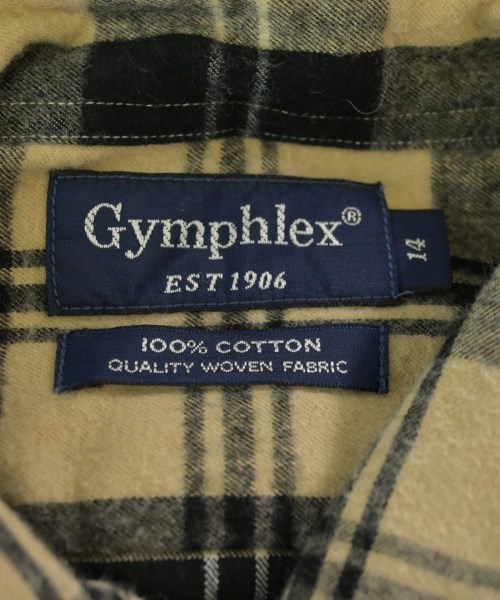 Gymphlex®
EST 1906
14
100% COTTON
QUALITY WOVEN FABRIC